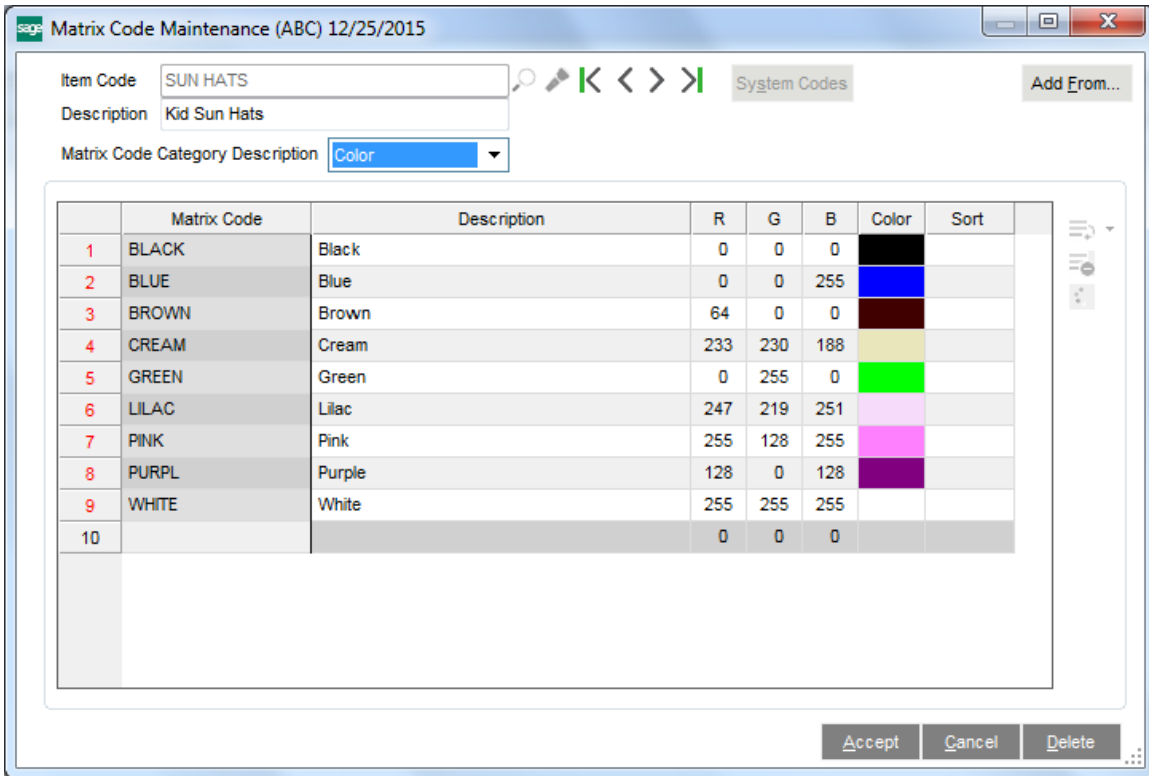 sage Matrix Code Maintenance (ABC) 12/25/2015
Item Code SUN HATS System Codes Add From...
Description Kid Sun Hats
Matrix Code Category Description Color
Matrix Code Description R G B Color Sort
1 BLACK Black 0 0 0
2 BLUE Blue 0 0 255
3 BROWN Brown 64 0 0
4 CREAM Cream 233 230 188
5 GREEN Green 0 255 0
6 LILAC Lilac 247 219 251
7 PINK Pink 255 128 255
8 PURPL Purple 128 0 128
9 WHITE White 255 255 255
10 0 0 0
Accept Cancel Delete